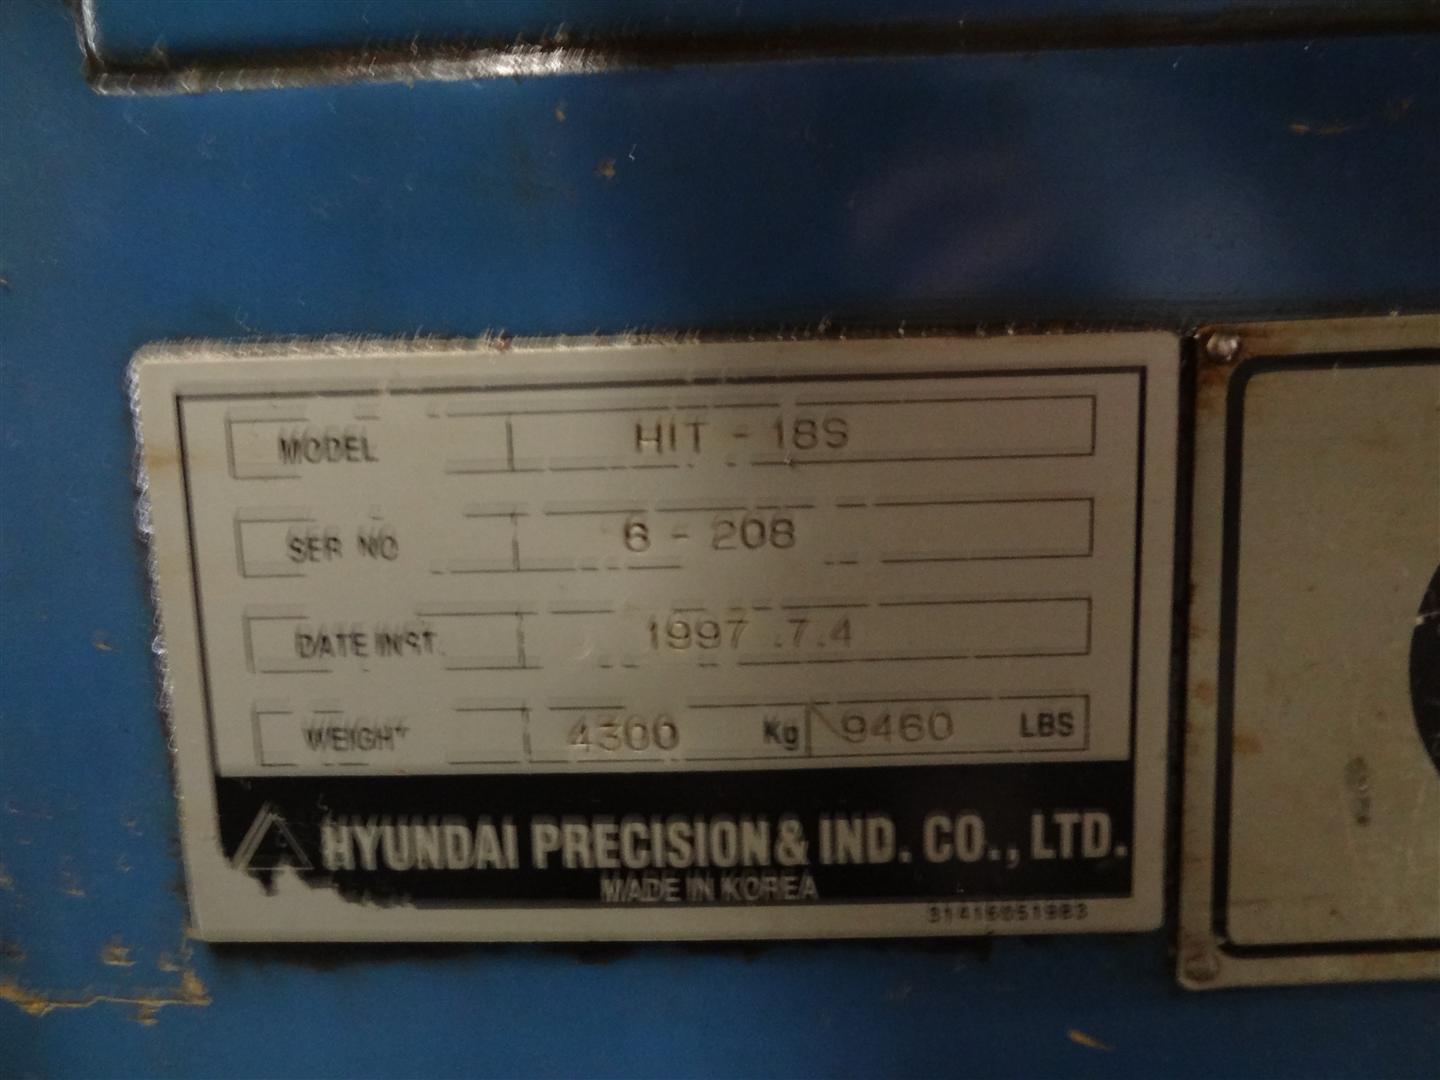 MODEL HIT - 18S
SER NO 6 - 208
DATE INST. 1997 .7.4
WEIGHT 4300 Kg 9460 LBS
HYUNDAI PRECISION & IND. CO., LTD.
MADE IN KOREA
31416051983